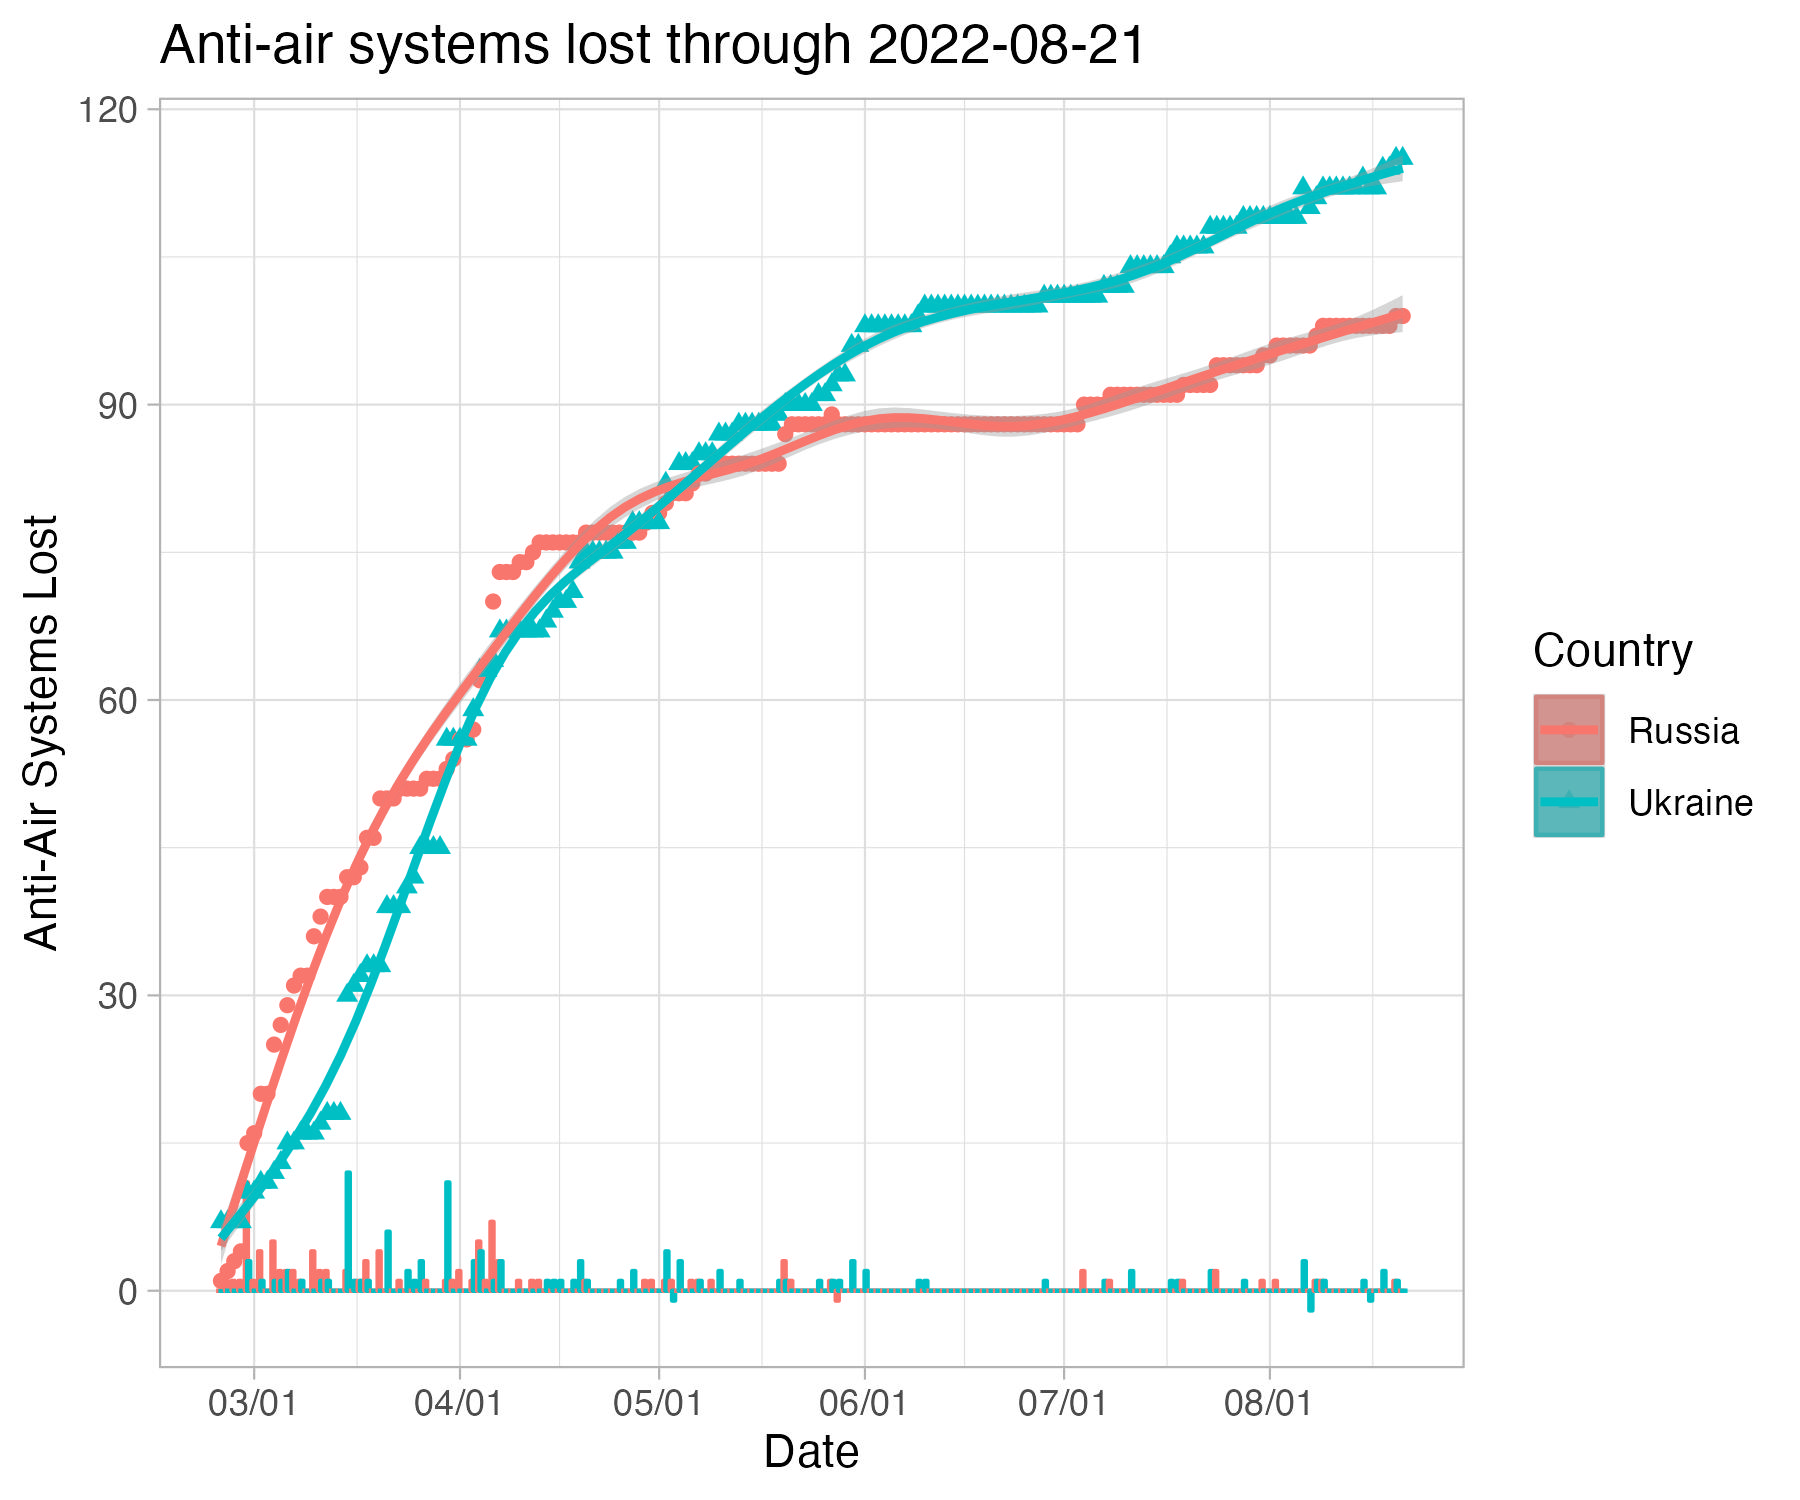 Anti-air systems lost through 2022-08-21
120
90
60
30
0
Anti-Air Systems Lost
03/01
04/01
05/01
06/01
07/01
08/01
Date
Country
Russia
Ukraine